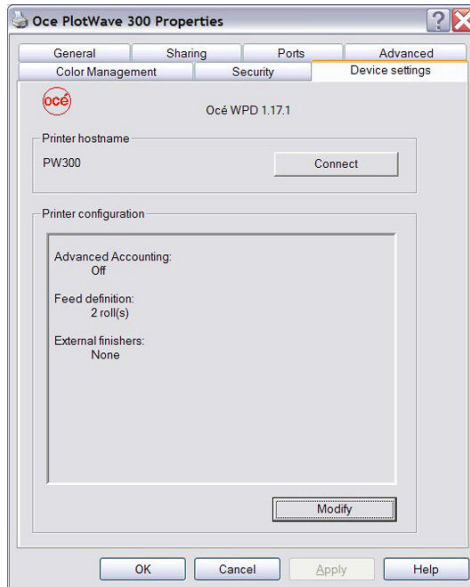 Oce PlotWave 300 Properties
General Sharing Ports Advanced
Color Management Security Device settings
océ
Océ WPD 1.17.1
Printer hostname
PW300 Connect
Printer configuration
Advanced Accounting:
Off
Feed definition:
2 roll(s)
External finishers:
None
Modify
OK Cancel Apply Help